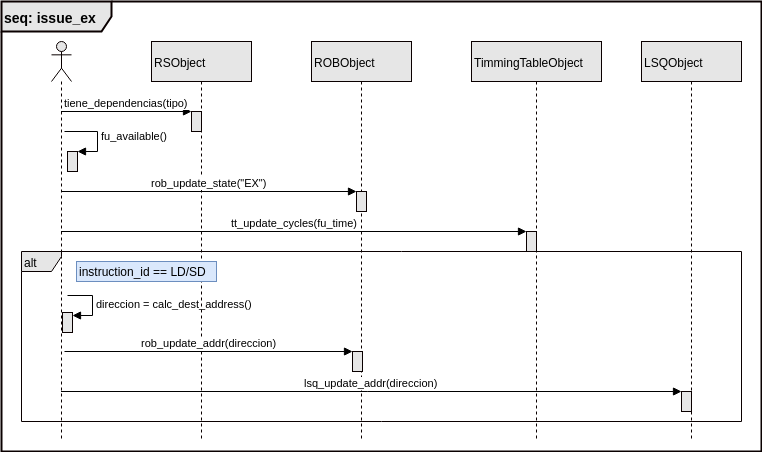 seq: issue_ex
RSObject
ROBObject
TimmingTableObject
LSQObject
tiene_dependencias(tipo)
fu_available()
rob_update_state("EX")
tt_update_cycles(fu_time)
alt
instruction_id == LD/SD
direccion = calc_dest_address()
rob_update_addr(direccion)
lsq_update_addr(direccion)